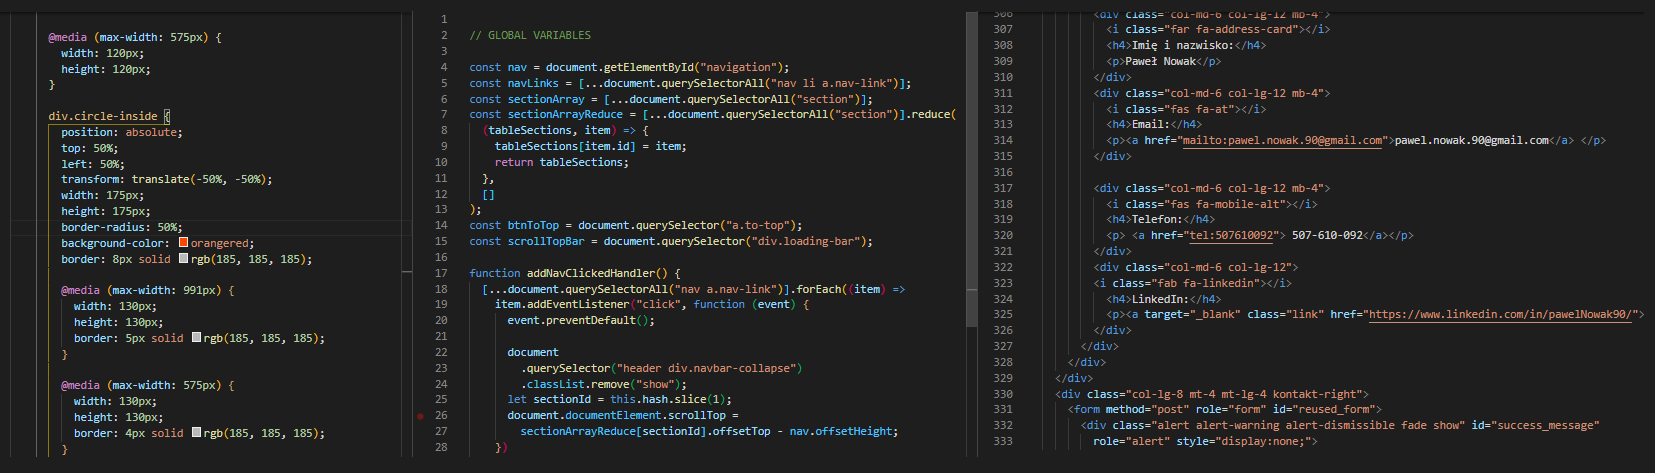 @media (max-width: 575px) {
width: 120px;
height: 120px;
}
div.circle-inside {
position: absolute;
top: 50%;
left: 50%;
transform: translate(-50%, -50%);
width: 175px;
height: 175px;
border-radius: 50%;
background-color: orangered;
border: 8px solid rgb(185, 185, 185);
@media (max-width: 991px) {
width: 130px;
height: 130px;
border: 5px solid rgb(185, 185, 185);
}
@media (max-width: 575px) {
width: 130px;
height: 130px;
border: 4px solid rgb(185, 185, 185);
}
1
2 // GLOBAL VARIABLES
3
4 const nav = document.getElementById("navigation");
5 const navLinks = [...document.querySelectorAll("nav li a.nav-link")];
6 const sectionArray = [...document.querySelectorAll("section")];
7 const sectionArrayReduce = [...document.querySelectorAll("section")].reduce(
8 (tableSections, item) => {
9 tableSections[item.id] = item;
10 return tableSections;
11 },
12 []
13 );
14 const btnToTop = document.querySelector("a.to-top");
15 const scrollTopBar = document.querySelector("div.loading-bar");
16
17 function addNavClickedHandler() {
18 [...document.querySelectorAll("nav a.nav-link")].forEach((item) =>
19 item.addEventListener("click", function (event) {
20 event.preventDefault();
21
22 document
23 .querySelector("header div.navbar-collapse")
24 .classList.remove("show");
25 let sectionId = this.hash.slice(1);
26 document.documentElement.scrollTop =
27 sectionArrayReduce[sectionId].offsetTop - nav.offsetHeight;
28 })
306 <div class="col-md-6 col-lg-12 mb-4">
307 <i class="far fa-address-card"></i>
308 <h4>Imię i nazwisko:</h4>
309 <p>Paweł Nowak</p>
310 </div>
311 <div class="col-md-6 col-lg-12 mb-4">
312 <i class="fas fa-at"></i>
313 <h4>Email:</h4>
314 <p><a href="mailto:pawel.nowak.90@gmail.com">pawel.nowak.90@gmail.com</a> </p>
315 </div>
316
317 <div class="col-md-6 col-lg-12 mb-4">
318 <i class="fas fa-mobile-alt"></i>
319 <h4>Telefon:</h4>
320 <p> <a href="tel:507610092"> 507-610-092</a></p>
321 </div>
322 <div class="col-md-6 col-lg-12">
323 <i class="fab fa-linkedin"></i>
324 <h4>LinkedIn:</h4>
325 <p><a target="_blank" class="link" href="https://www.linkedin.com/in/pawelNowak90/">
326 </div>
327 </div>
328 </div>
329 </div>
330 <div class="col-lg-8 mt-4 mt-lg-4 kontakt-right">
331 <form method="post" role="form" id="reused_form">
332 <div class="alert alert-warning alert-dismissible fade show" id="success_message"
333 role="alert" style="display:none;">